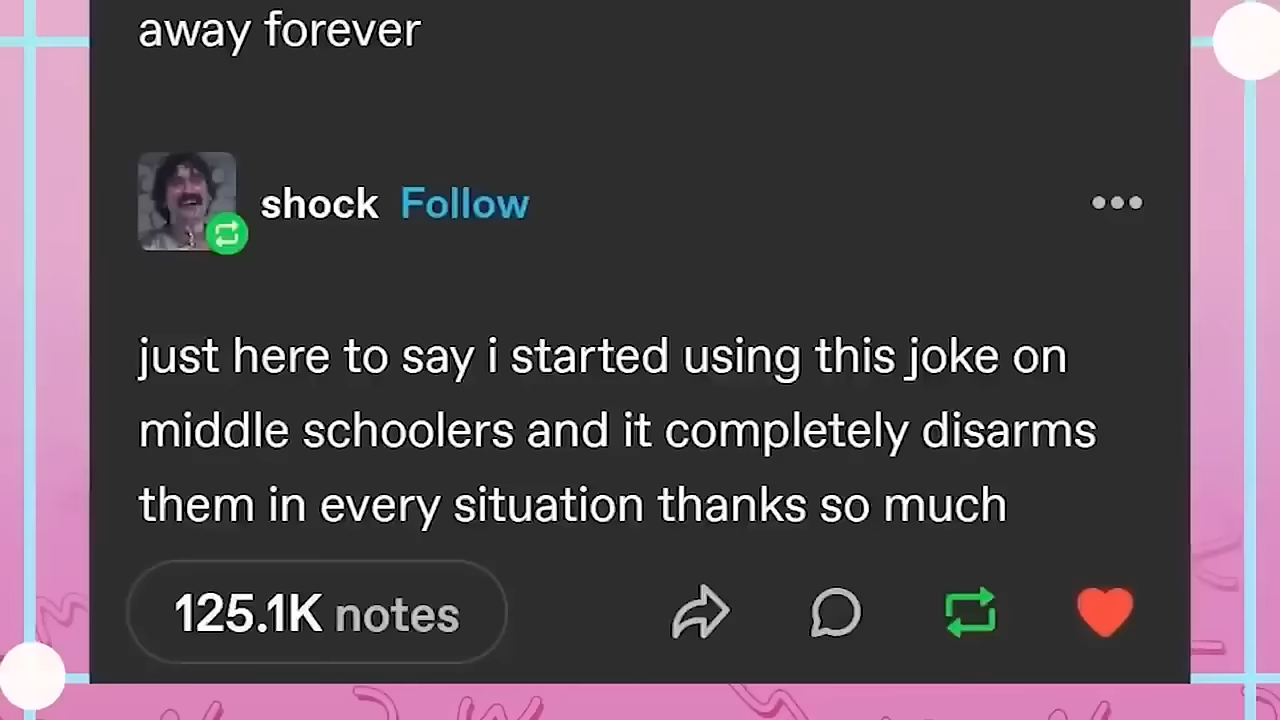 away forever
shock Follow
just here to say i started using this joke on
middle schoolers and it completely disarms
them in every situation thanks so much
125.1K notes